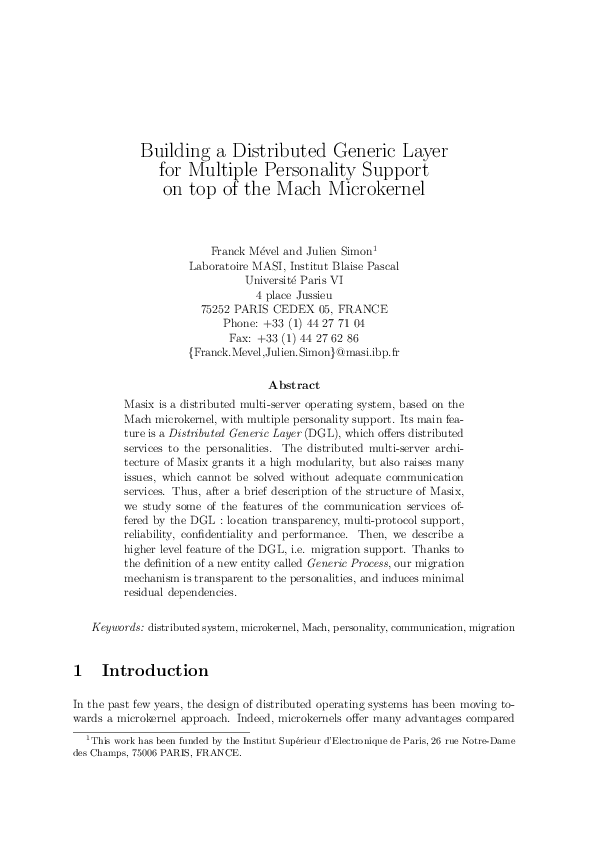 Building a Distributed Generic Layer
for Multiple Personality Support
on top of the Mach Microkernel
Franck Mével and Julien Simon1
Laboratoire MASI, Institut Blaise Pascal
Université Paris VI
4 place Jussieu
75252 PARIS CEDEX 05, FRANCE
Phone: +33 (1) 44 27 71 04
Fax: +33 (1) 44 27 62 86
{Franck.Mevel,Julien.Simon}@masi.ibp.fr
Abstract
Masix is a distributed multi-server operating system, based on the
Mach microkernel, with multiple personality support. Its main fea-
ture is a Distributed Generic Layer (DGL), which offers distributed
services to the personalities. The distributed multi-server archi-
tecture of Masix grants it a high modularity, but also raises many
issues, which cannot be solved without adequate communication
services. Thus, after a brief description of the structure of Masix,
we study some of the features of the communication services of-
fered by the DGL : location transparency, multi-protocol support,
reliability, confidentiality and performance. Then, we describe a
higher level feature of the DGL, i.e. migration support. Thanks to
the definition of a new entity called Generic Process, our migration
mechanism is transparent to the personalities, and induces minimal
residual dependencies.
Keywords: distributed system, microkernel, Mach, personality, communication, migration
1 Introduction
In the past few years, the design of distributed operating systems has been moving to-
wards a microkernel approach. Indeed, microkernels offer many advantages compared
1This work has been funded by the Institut Supérieur d'Electronique de Paris, 26 rue Notre-Dame
des Champs, 75006 PARIS, FRANCE.